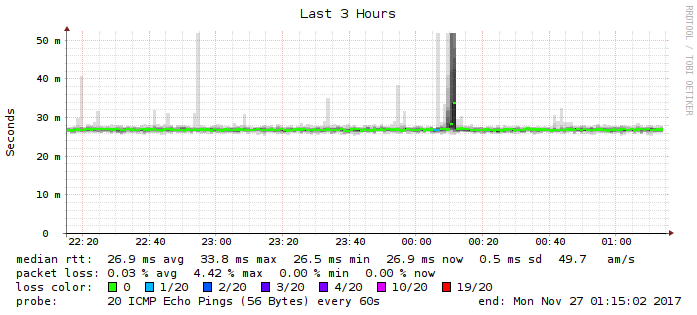 Last 3 Hours
RRDTOOL / TOBI OETIKER
Seconds
50 m
40 m
30 m
20 m
10 m
0
22:20 22:40 23:00 23:20 23:40 00:00 00:20 00:40 01:00
median rtt: 26.9 ms avg 33.8 ms max 26.5 ms min 26.9 ms now 0.5 ms sd 49.7 am/s
packet loss: 0.03 % avg 4.42 % max 0.00 % min 0.00 % now
loss color: 0 1/20 2/20 3/20 4/20 10/20 19/20
probe: 20 ICMP Echo Pings (56 Bytes) every 60s end: Mon Nov 27 01:15:02 2017